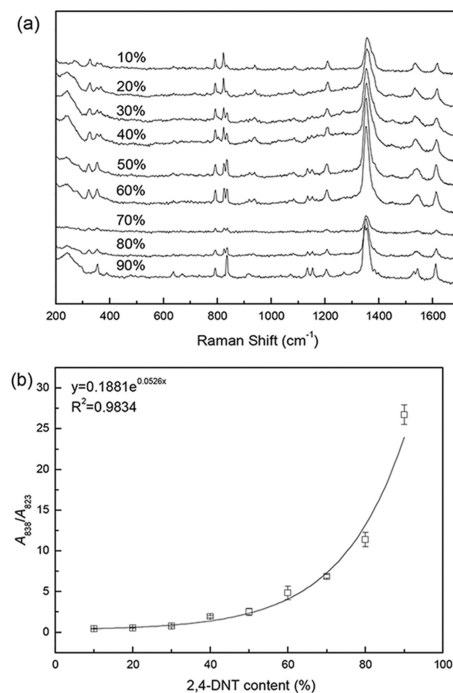 (a)
10%
20%
30%
40%
50%
60%
70%
80%
90%
200 400 600 800 1000 1200 1400 1600
Raman Shift (cm⁻¹)
(b)
y=0.1881e^0.0526x
R²=0.9834
30
25
20
15
10
5
0
A838/A823
0 20 40 60 80 100
2,4-DNT content (%)